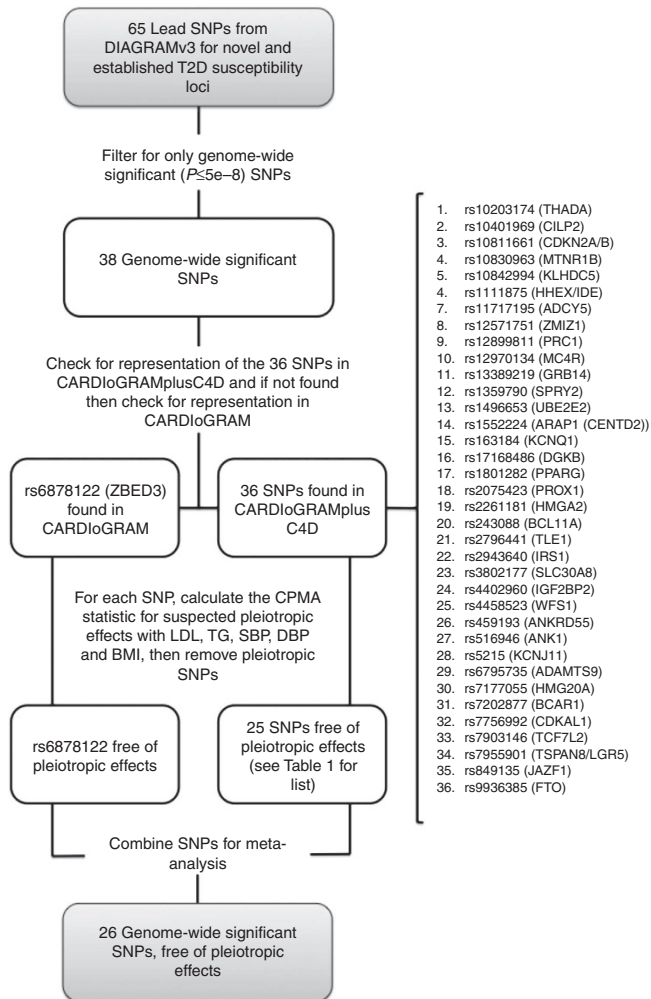 65 Lead SNPs from
DIAGRAMv3 for novel and
established T2D susceptibility
loci
Filter for only genome-wide
significant (P≤5e–8) SNPs
38 Genome-wide significant
SNPs
Check for representation of the 36 SNPs in
CARDIoGRAMplusC4D and if not found
then check for representation in
CARDIoGRAM
rs6878122 (ZBED3)
found in
CARDIoGRAM
36 SNPs found in
CARDIOGRAMplus
C4D
For each SNP, calculate the CPMA
statistic for suspected pleiotropic
effects with LDL, TG, SBP, DBP
and BMI, then remove pleiotropic
SNPs
rs6878122 free of
pleiotropic effects
25 SNPs free of
pleiotropic effects
(see Table 1 for
list)
Combine SNPs for meta-
analysis
26 Genome-wide significant
SNPs, free of pleiotropic
effects
1. rs10203174 (THADA)
2. rs10401969 (CILP2)
3. rs10811661 (CDKN2A/B)
4. rs10830963 (MTNR1B)
5. rs10842994 (KLHDC5)
4. rs1111875 (HHEX/IDE)
7. rs11717195 (ADCY5)
8. rs12571751 (ZMIZ1)
9. rs12899811 (PRC1)
10. rs12970134 (MC4R)
11. rs13389219 (GRB14)
12. rs1359790 (SPRY2)
13. rs1496653 (UBE2E2)
14. rs1552224 (ARAP1 (CENTD2))
15. rs163184 (KCNQ1)
16. rs17168486 (DGKB)
17. rs1801282 (PPARG)
18. rs2075423 (PROX1)
19. rs2261181 (HMGA2)
20. rs243088 (BCL11A)
21. rs2796441 (TLE1)
22. rs2943640 (IRS1)
23. rs3802177 (SLC30A8)
24. rs4402960 (IGF2BP2)
25. rs4458523 (WFS1)
26. rs459193 (ANKRD55)
27. rs516946 (ANK1)
28. rs5215 (KCNJ11)
29. rs6795735 (ADAMTS9)
30. rs7177055 (HMG20A)
31. rs7202877 (BCAR1)
32. rs7756992 (CDKAL1)
33. rs7903146 (TCF7L2)
34. rs7955901 (TSPAN8/LGR5)
35. rs849135 (JAZF1)
36. rs9936385 (FTO)